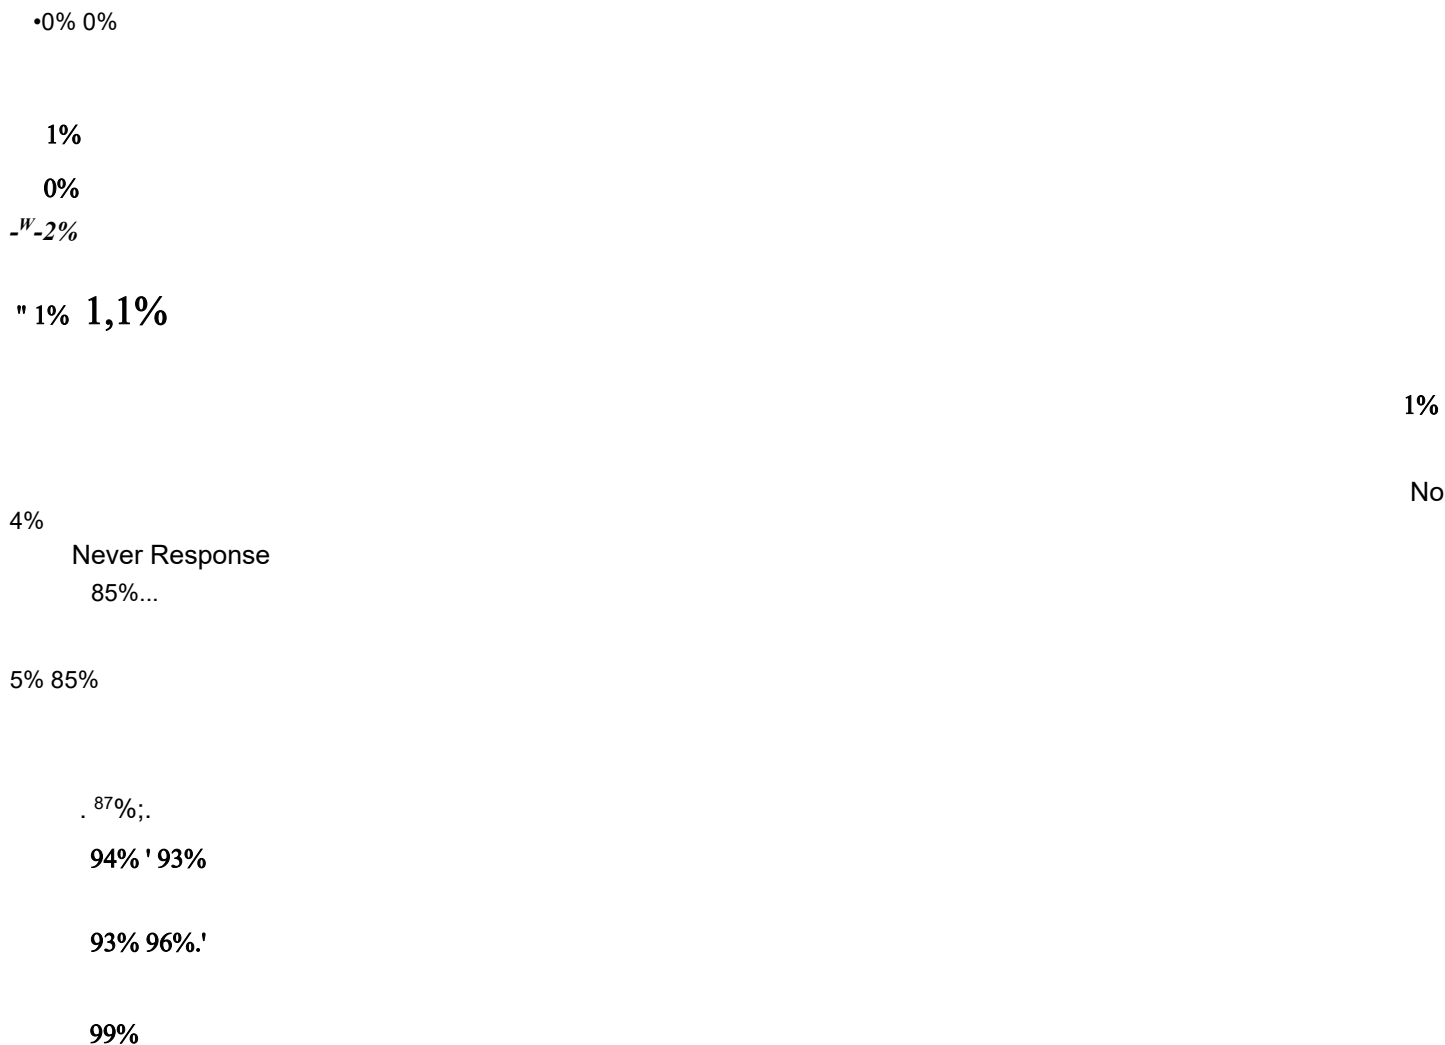 •0% 0%
1%
0%
-W-2%
" 1% 1,1%
1%
No
4%
Never Response
85%...
5% 85%
. 87%;.
94% ' 93%
93% 96%.'
99%